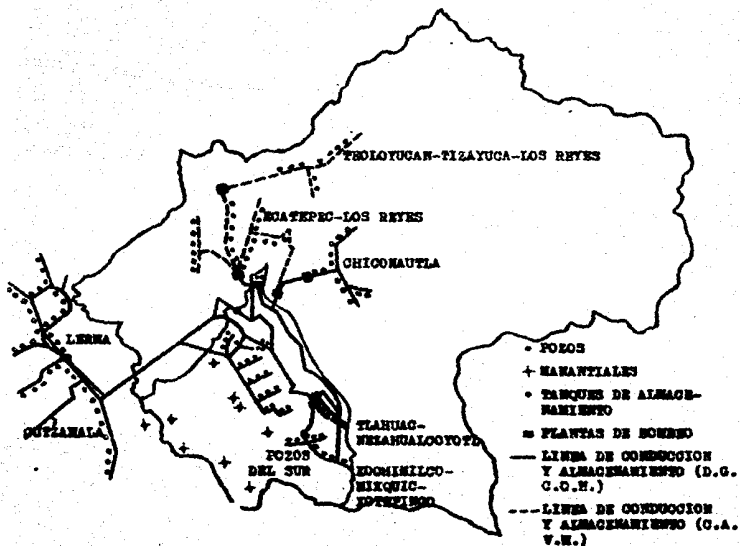 TEOLOYUCAN-TIZAYUCA-LOS REYES
ECATEPEC-LOS REYES
CHICONAUTLA
LERMA
CUTZAMALA
POZOS
DEL SUR
TLAHUAC-
NEZAHUALCOYOTL
XOCHIMILCO-
MIXQUIC-
XOTEPINGO
• POZOS
+ MANANTIALES
• TANQUES DE ALMACE-
NAMIENTO
PLANTAS DE BOMBEO
LINEA DE CONDUCCION
Y ALMACENAMIENTO (D.G.
C.O.H.)
LINEA DE CONDUCCION
Y ALMACENAMIENTO (C.A.
V.M.)